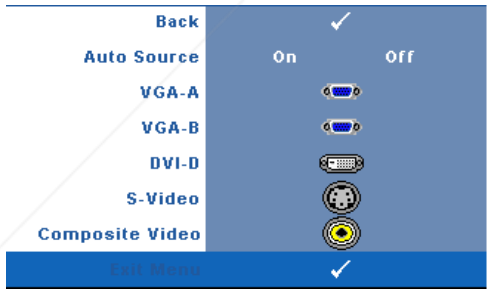 Back
Auto Source On Off
VGA-A
VGA-B
DVI-D
S-Video
Composite Video
Exit Menu